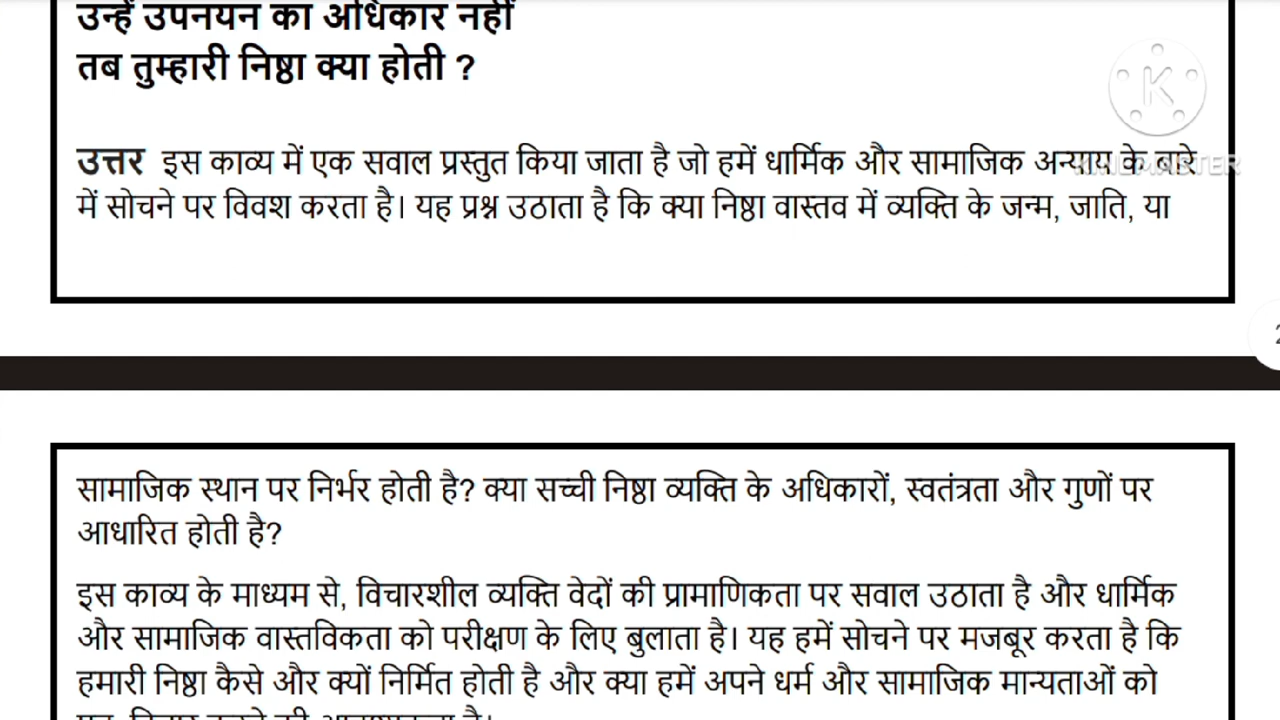 उन्हें उपनयन का अधिकार नहीं
तब तुम्हारी निष्ठा क्या होती ?
K
उत्तर इस काव्य में एक सवाल प्रस्तुत किया जाता है जो हमें धार्मिक और सामाजिक अन्याय के बारे
KINEMASTER
में सोचने पर विवश करता है। यह प्रश्न उठाता है कि क्या निष्ठा वास्तव में व्यक्ति के जन्म, जाति, या
2
सामाजिक स्थान पर निर्भर होती है? क्या सच्ची निष्ठा व्यक्ति के अधिकारों, स्वतंत्रता और गुणों पर
आधारित होती है?
इस काव्य के माध्यम से, विचारशील व्यक्ति वेदों की प्रामाणिकता पर सवाल उठाता है और धार्मिक
और सामाजिक वास्तविकता को परीक्षण के लिए बुलाता है। यह हमें सोचने पर मजबूर करता है कि
हमारी निष्ठा कैसे और क्यों निर्मित होती है और क्या हमें अपने धर्म और सामाजिक मान्यताओं को